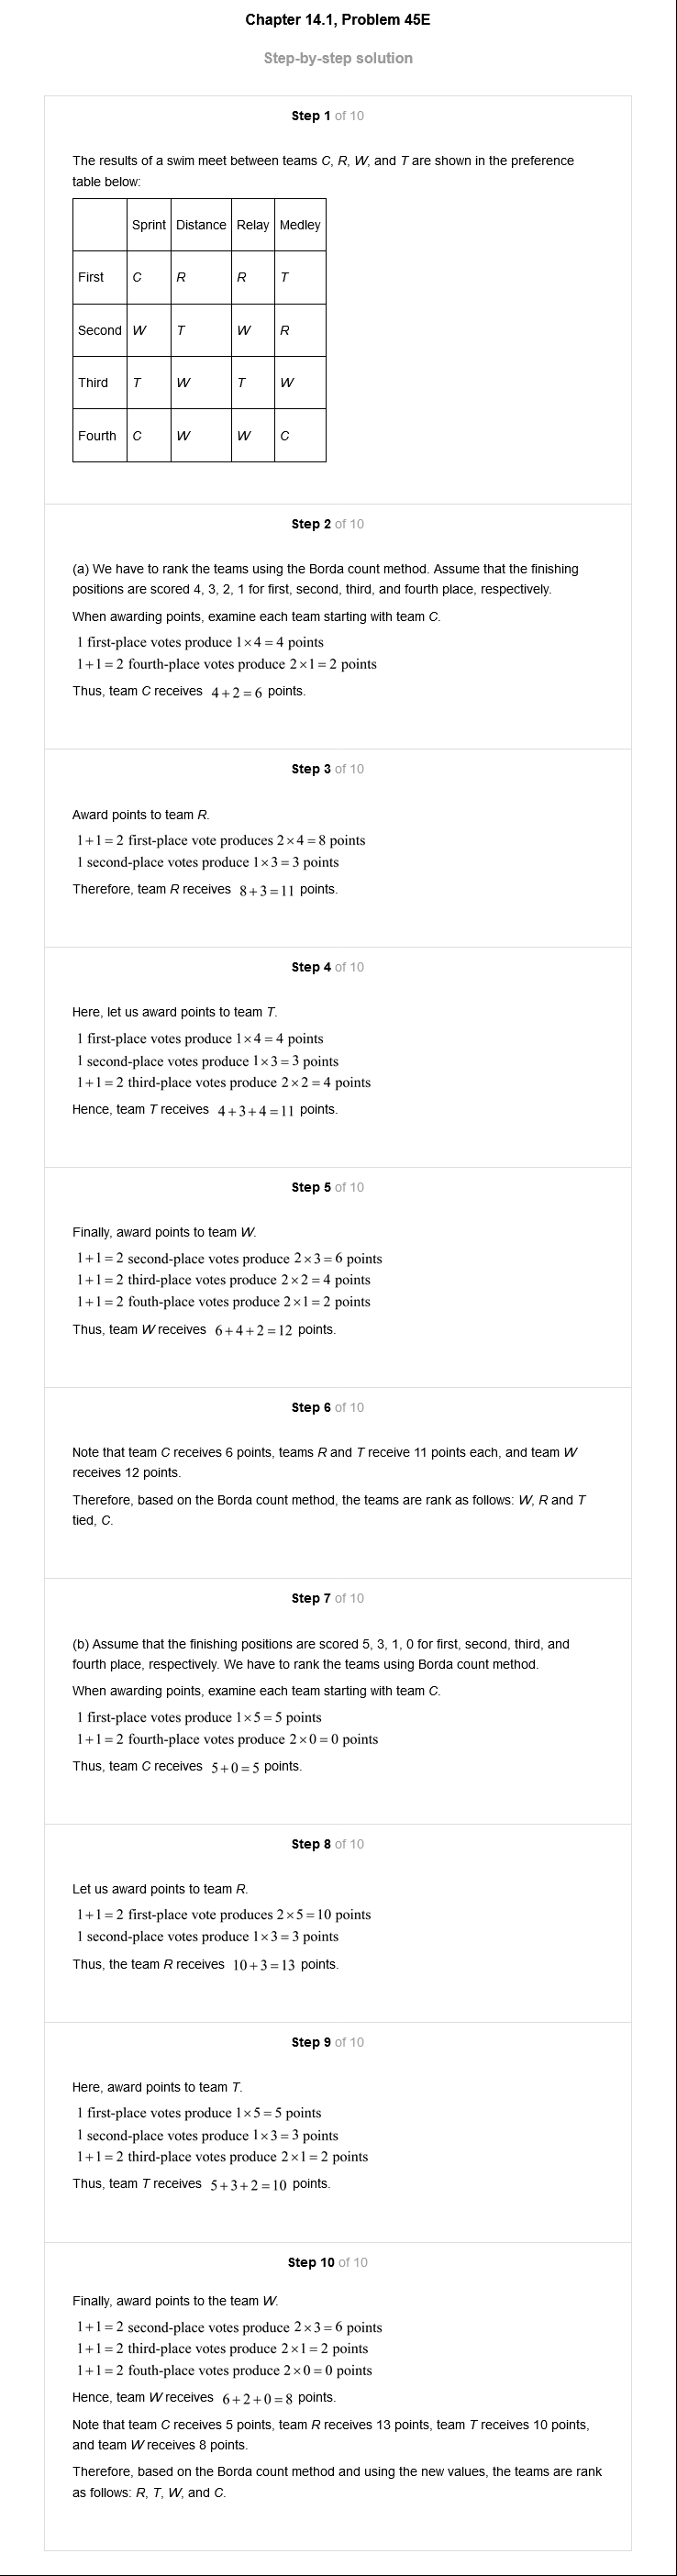 Chapter 14.1, Problem 45E
Step-by-step solution
Step 1 of 10
The results of a swim meet between teams C, R, W, and T are shown in the preference
table below:
Sprint Distance Relay Medley
First C R R T
Second W T W R
Third T W T W
Fourth C W W C
Step 2 of 10
(a) We have to rank the teams using the Borda count method. Assume that the finishing
positions are scored 4, 3, 2, 1 for first, second, third, and fourth place, respectively.
When awarding points, examine each team starting with team C.
1 first-place votes produce 1×4=4 points
1+1=2 fourth-place votes produce 2×1=2 points
Thus, team C receives 4+2=6 points.
Step 3 of 10
Award points to team R.
1+1=2 first-place vote produces 2×4=8 points
1 second-place votes produce 1×3=3 points
Therefore, team R receives 8+3=11 points.
Step 4 of 10
Here, let us award points to team T.
1 first-place votes produce 1×4=4 points
1 second-place votes produce 1×3=3 points
1+1=2 third-place votes produce 2×2=4 points
Hence, team T receives 4+3+4=11 points.
Step 5 of 10
Finally, award points to team W.
1+1=2 second-place votes produce 2×3=6 points
1+1=2 third-place votes produce 2×2=4 points
1+1=2 fouth-place votes produce 2×1=2 points
Thus, team W receives 6+4+2=12 points.
Step 6 of 10
Note that team C receives 6 points, teams R and T receive 11 points each, and team W
receives 12 points.
Therefore, based on the Borda count method, the teams are rank as follows: W, R and T
tied, C.
Step 7 of 10
(b) Assume that the finishing positions are scored 5, 3, 1, 0 for first, second, third, and
fourth place, respectively. We have to rank the teams using Borda count method.
When awarding points, examine each team starting with team C.
1 first-place votes produce 1×5=5 points
1+1=2 fourth-place votes produce 2×0=0 points
Thus, team C receives 5+0=5 points.
Step 8 of 10
Let us award points to team R.
1+1=2 first-place vote produces 2×5=10 points
1 second-place votes produce 1×3=3 points
Thus, the team R receives 10+3=13 points.
Step 9 of 10
Here, award points to team T.
1 first-place votes produce 1×5=5 points
1 second-place votes produce 1×3=3 points
1+1=2 third-place votes produce 2×1=2 points
Thus, team T receives 5+3+2=10 points.
Step 10 of 10
Finally, award points to the team W.
1+1=2 second-place votes produce 2×3=6 points
1+1=2 third-place votes produce 2×1=2 points
1+1=2 fouth-place votes produce 2×0=0 points
Hence, team W receives 6+2+0=8 points.
Note that team C receives 5 points, team R receives 13 points, team T receives 10 points,
and team W receives 8 points.
Therefore, based on the Borda count method and using the new values, the teams are rank
as follows: R, T, W, and C.